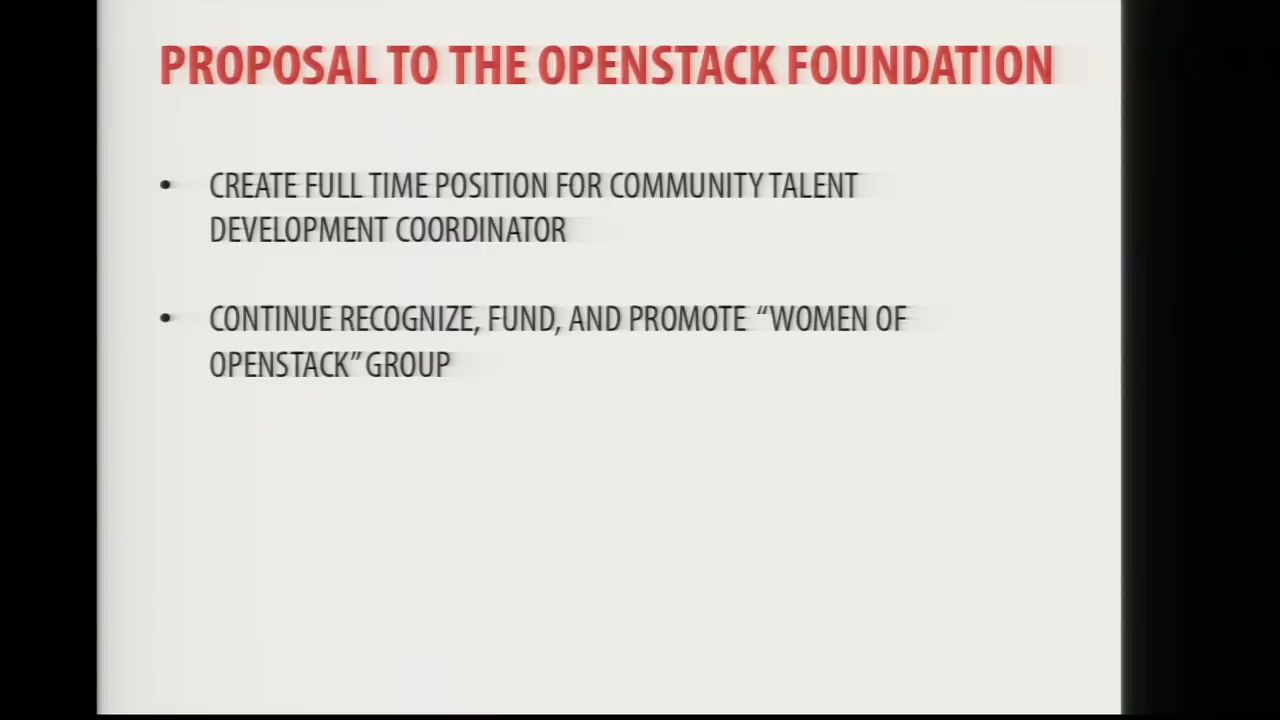 PROPOSAL TO THE OPENSTACK FOUNDATION
• CREATE FULL TIME POSITION FOR COMMUNITY TALENT
DEVELOPMENT COORDINATOR
• CONTINUE RECOGNIZE, FUND, AND PROMOTE “WOMEN OF
OPENSTACK” GROUP